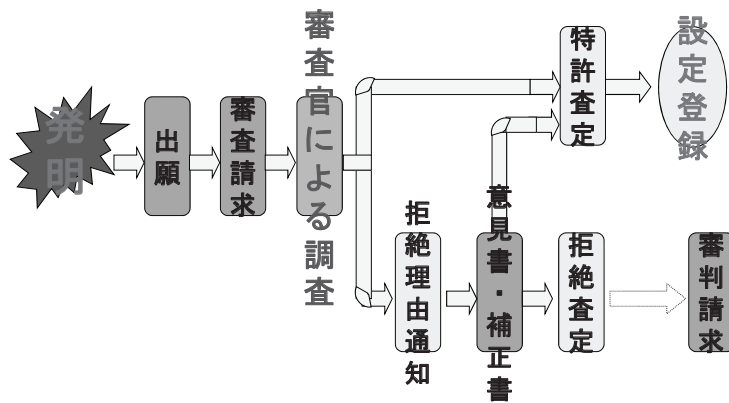 発明
出願
審査請求
審査官による調査
特許査定
設定登録
拒絶理由通知
意見書・補正書
拒絶査定
審判請求